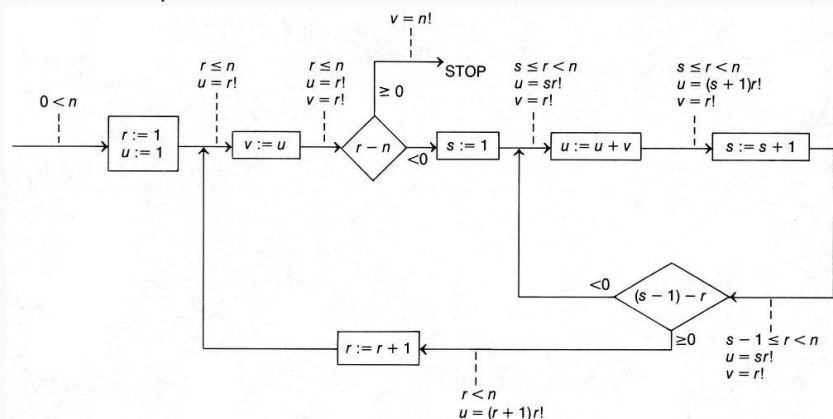 v = n!
r ≤ n
u = r!
r ≤ n
u = r!
v = r!
STOP
s ≤ r < n
u = sr!
v = r!
s ≤ r < n
u = (s + 1)r!
v = r!
0 < n
≥ 0
r := 1
u := 1
v := u
r − n
<0
s := 1
u := u + v
s := s + 1
<0
(s − 1) − r
≥0
s − 1 ≤ r < n
u = sr!
v = r!
r := r + 1
r < n
u = (r + 1)r!